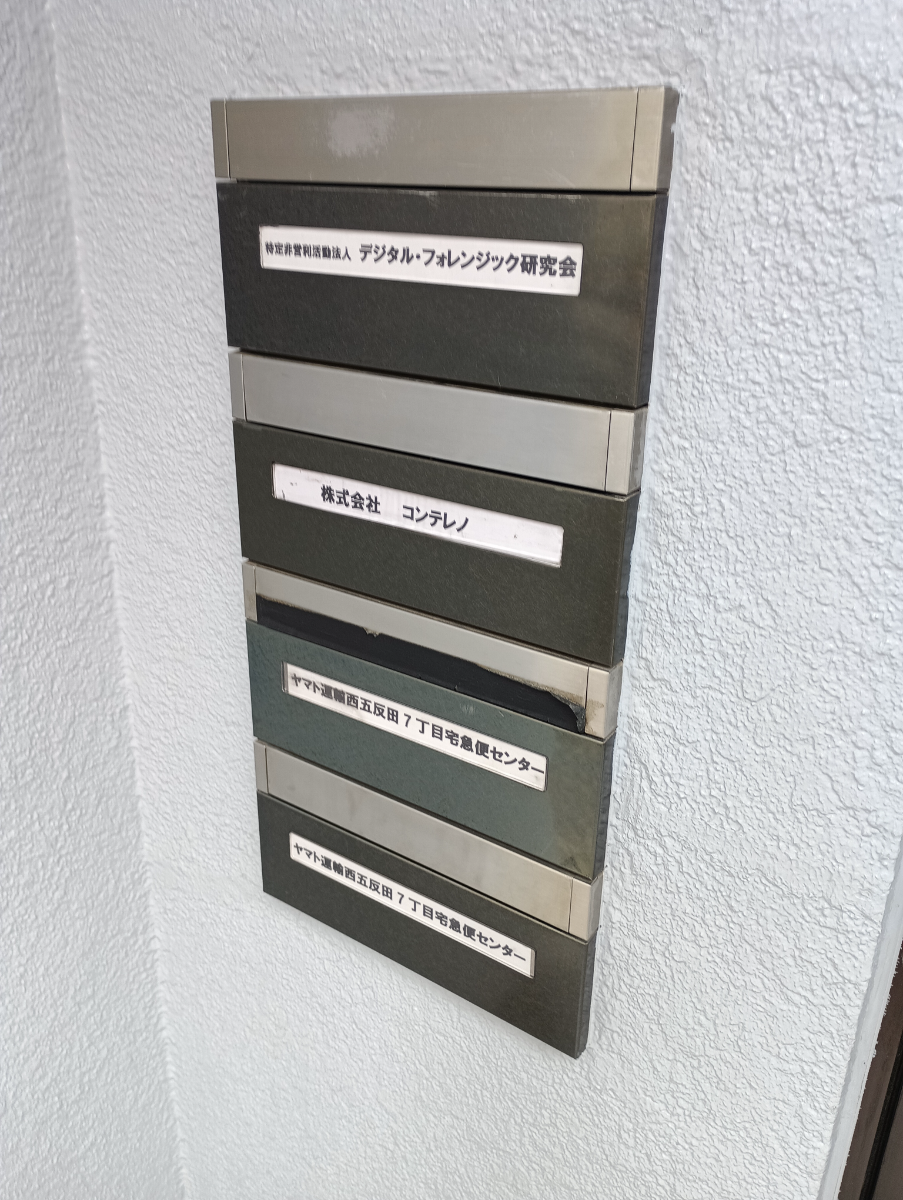 特定非営利活動法人 デジタル・フォレンジック研究会
株式会社 コンテレノ
ヤマト運輸西五反田7丁目宅急便センター
ヤマト運輸西五反田7丁目宅急便センター